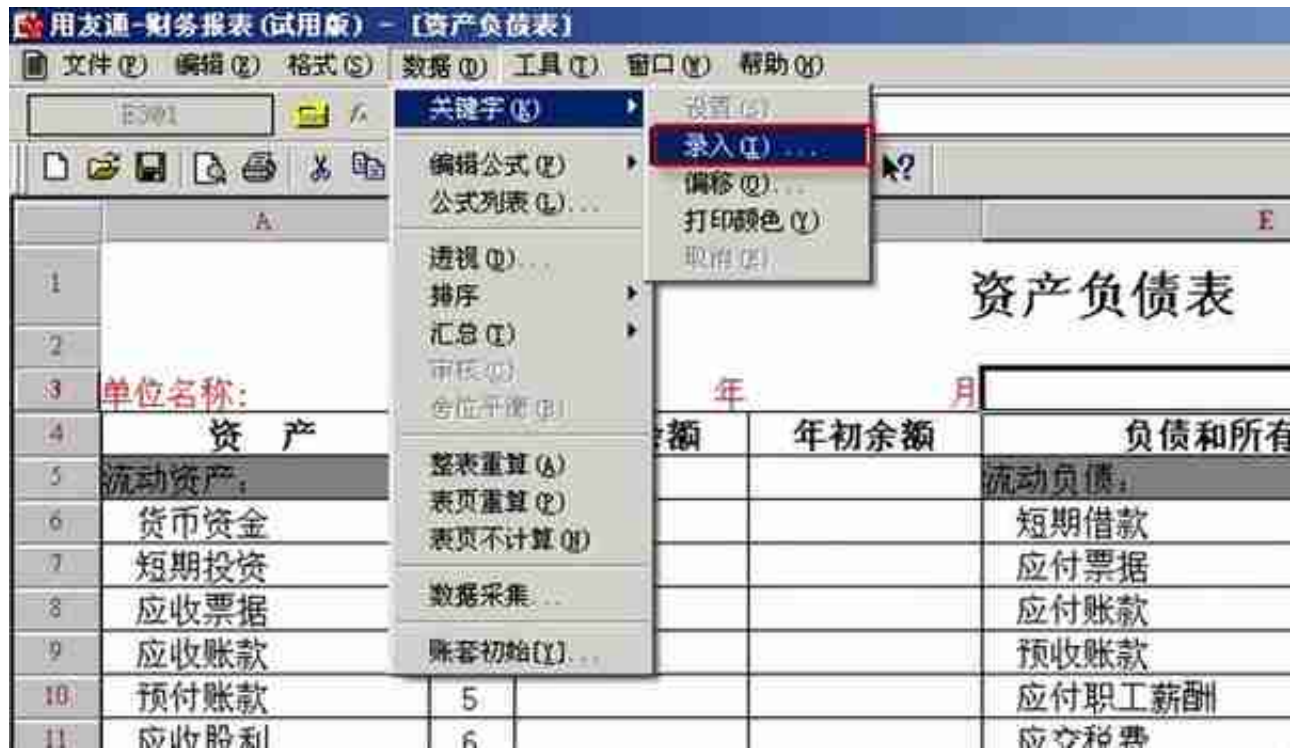 用友通-财务报表(试用版) - [资产负债表]
文件(F) 编辑(E) 格式(S) 数据(D) 工具(T) 窗口(W) 帮助(H)
关键字(K)
编辑公式(F)
公式列表(L)...
透视(D)...
排序
汇总(T)
审核(C)
舍位平衡(B)
整表重算(A)
表页重算(P)
表页不计算(N)
数据采集...
账套初始[Y]...
设置(S)
录入(I)...
偏移(O)...
打印颜色(Y)
取消(E)
A E
1 资产负债表
2
3 单位名称: 年 月
4 资 产 额 年初余额 负债和所有
5 流动资产: 流动负债:
6 货币资金 短期借款
7 短期投资 应付票据
8 应收票据 应付账款
9 应收账款 预收账款
10 预付账款 5 应付职工薪酬
11 应收股利 6 应交税费